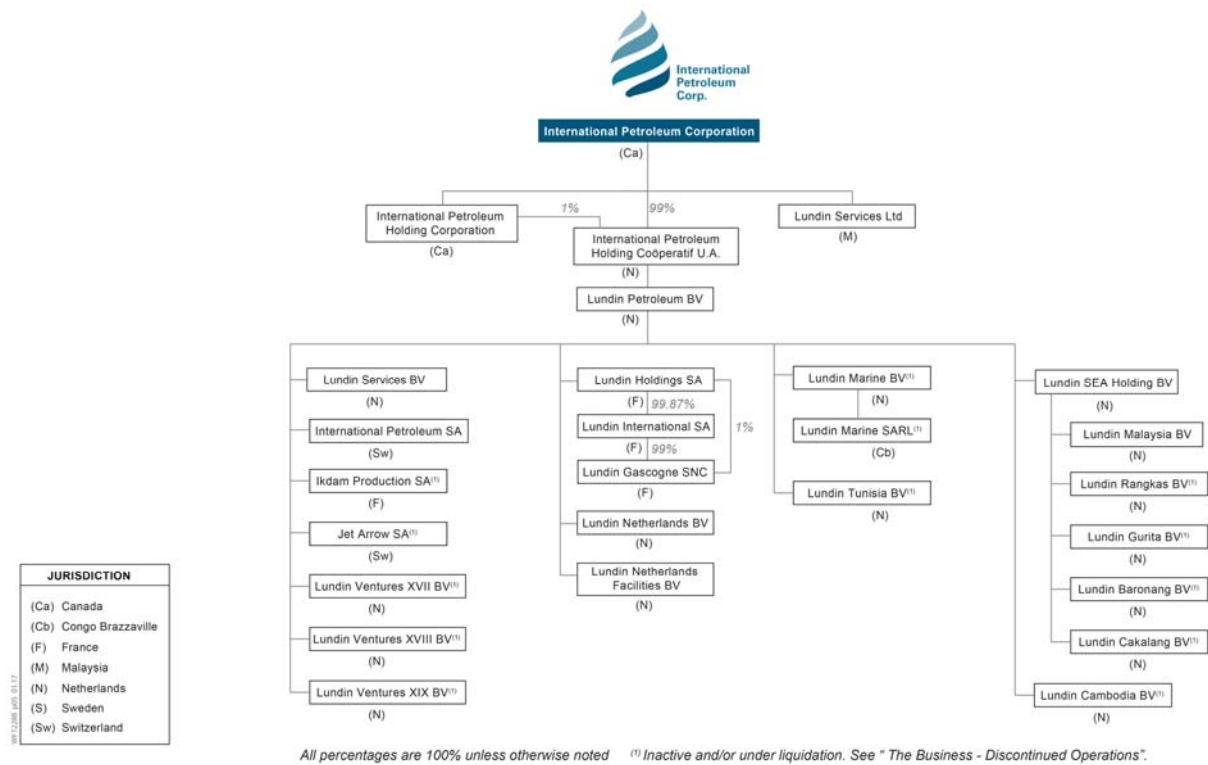 International
Petroleum
Corp.
International Petroleum Corporation
(Ca)
1%
99%
International Petroleum
Holding Corporation
(Ca)
International Petroleum
Holding Coöperatif U.A.
(N)
Lundin Services Ltd
(M)
Lundin Petroleum BV
(N)
Lundin Services BV
(N)
International Petroleum SA
(Sw)
Ikdam Production SA(1)
(F)
Jet Arrow SA(1)
(Sw)
Lundin Ventures XVII BV(1)
(N)
Lundin Ventures XVIII BV(1)
(N)
Lundin Ventures XIX BV(1)
(N)
Lundin Holdings SA
(F) 99.87%
Lundin International SA
(F) 99%
1%
Lundin Gascogne SNC
(F)
Lundin Netherlands BV
(N)
Lundin Netherlands
Facilities BV
(N)
Lundin Marine BV(1)
(N)
Lundin Marine SARL(1)
(Cb)
Lundin Tunisia BV(1)
(N)
Lundin SEA Holding BV
(N)
Lundin Malaysia BV
(N)
Lundin Rangkas BV(1)
(N)
Lundin Gurita BV(1)
(N)
Lundin Baronang BV(1)
(N)
Lundin Cakalang BV(1)
(N)
Lundin Cambodia BV(1)
(N)
JURISDICTION
(Ca) Canada
(Cb) Congo Brazzaville
(F) France
(M) Malaysia
(N) Netherlands
(S) Sweden
(Sw) Switzerland
All percentages are 100% unless otherwise noted (1) Inactive and/or under liquidation. See " The Business - Discontinued Operations".